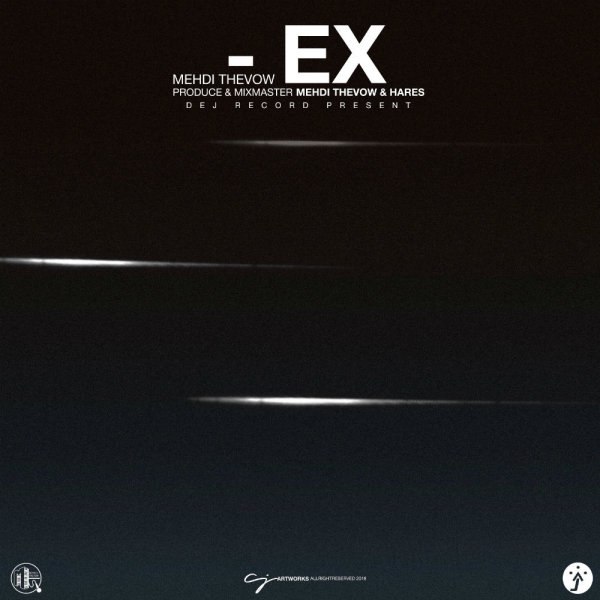 - EX
MEHDI THEVOW
PRODUCE & MIXMASTER MEHDI THEVOW & HARES
DEJ RECORD PRESENT
ARTWORKS ALLRIGHTRESERVED 2018